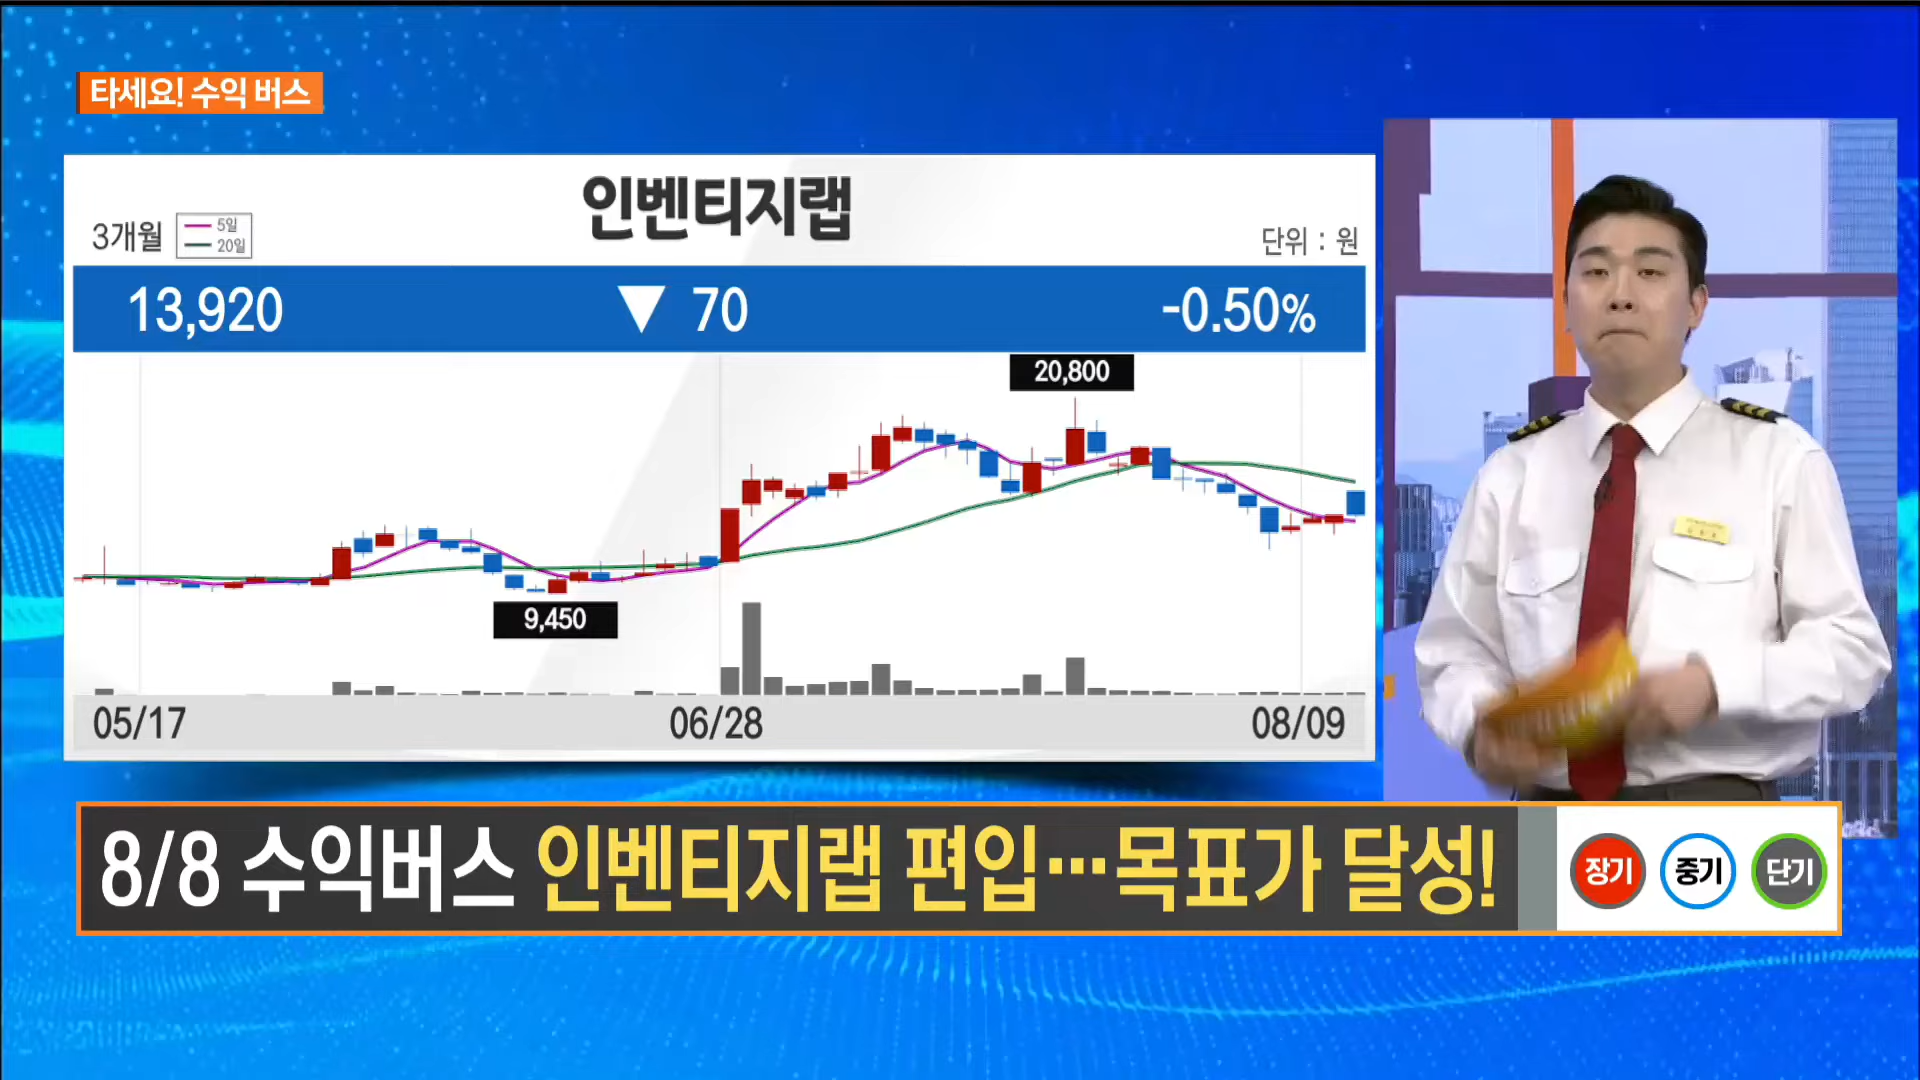 타세요! 수익 버스
인벤티지랩
3개월
5일
20일
단위 : 원
13,920 ▼ 70 -0.50%
20,800
9,450
05/17 06/28 08/09
8/8 수익버스 인벤티지랩 편입…목표가 달성!
장기 중기 단기